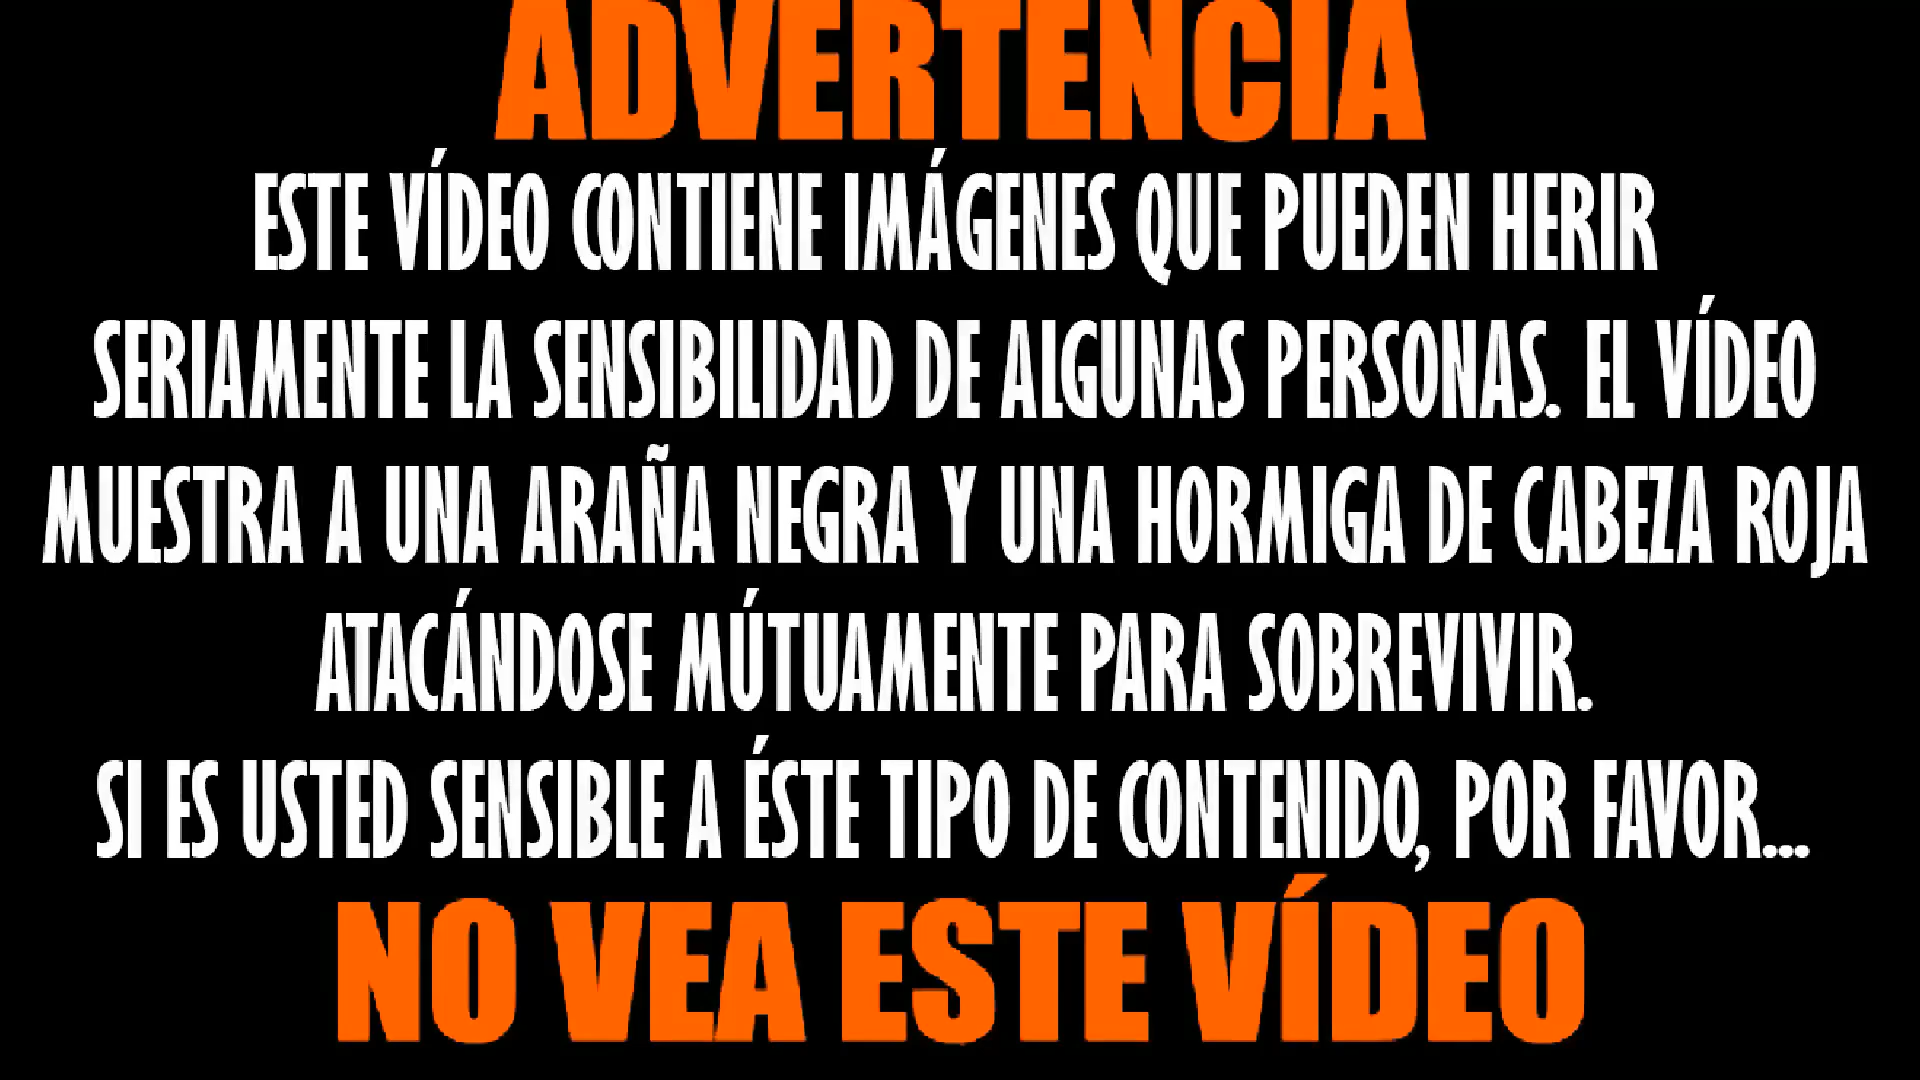 ADVERTENCIA
ESTE VÍDEO CONTIENE IMÁGENES QUE PUEDEN HERIR
SERIAMENTE LA SENSIBILIDAD DE ALGUNAS PERSONAS. EL VÍDEO
MUESTRA A UNA ARAÑA NEGRA Y UNA HORMIGA DE CABEZA ROJA
ATACÁNDOSE MÚTUAMENTE PARA SOBREVIVIR.
SI ES USTED SENSIBLE A ÉSTE TIPO DE CONTENIDO, POR FAVOR...
NO VEA ESTE VÍDEO